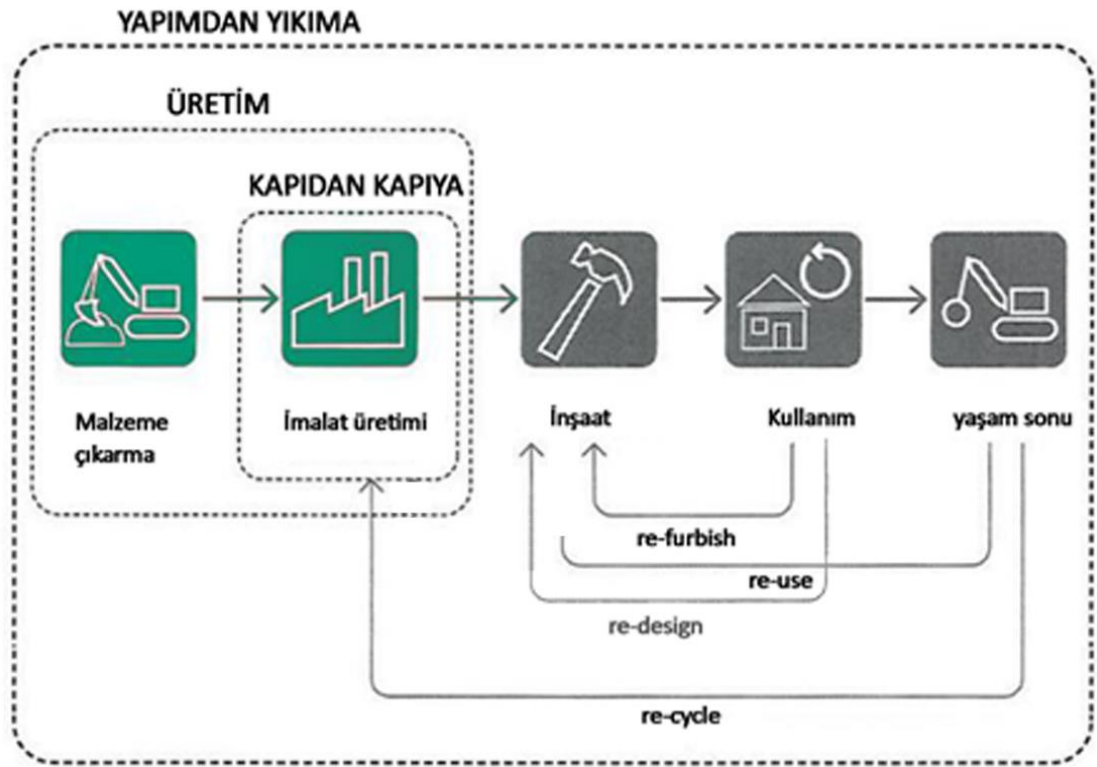 YAPIMDAN YIKIMA
ÜRETİM
KAPIDAN KAPIYA
Malzeme
çıkarma
İmalat üretimi
İnşaat
Kullanım
yaşam sonu
re-furbish
re-use
re-design
re-cycle